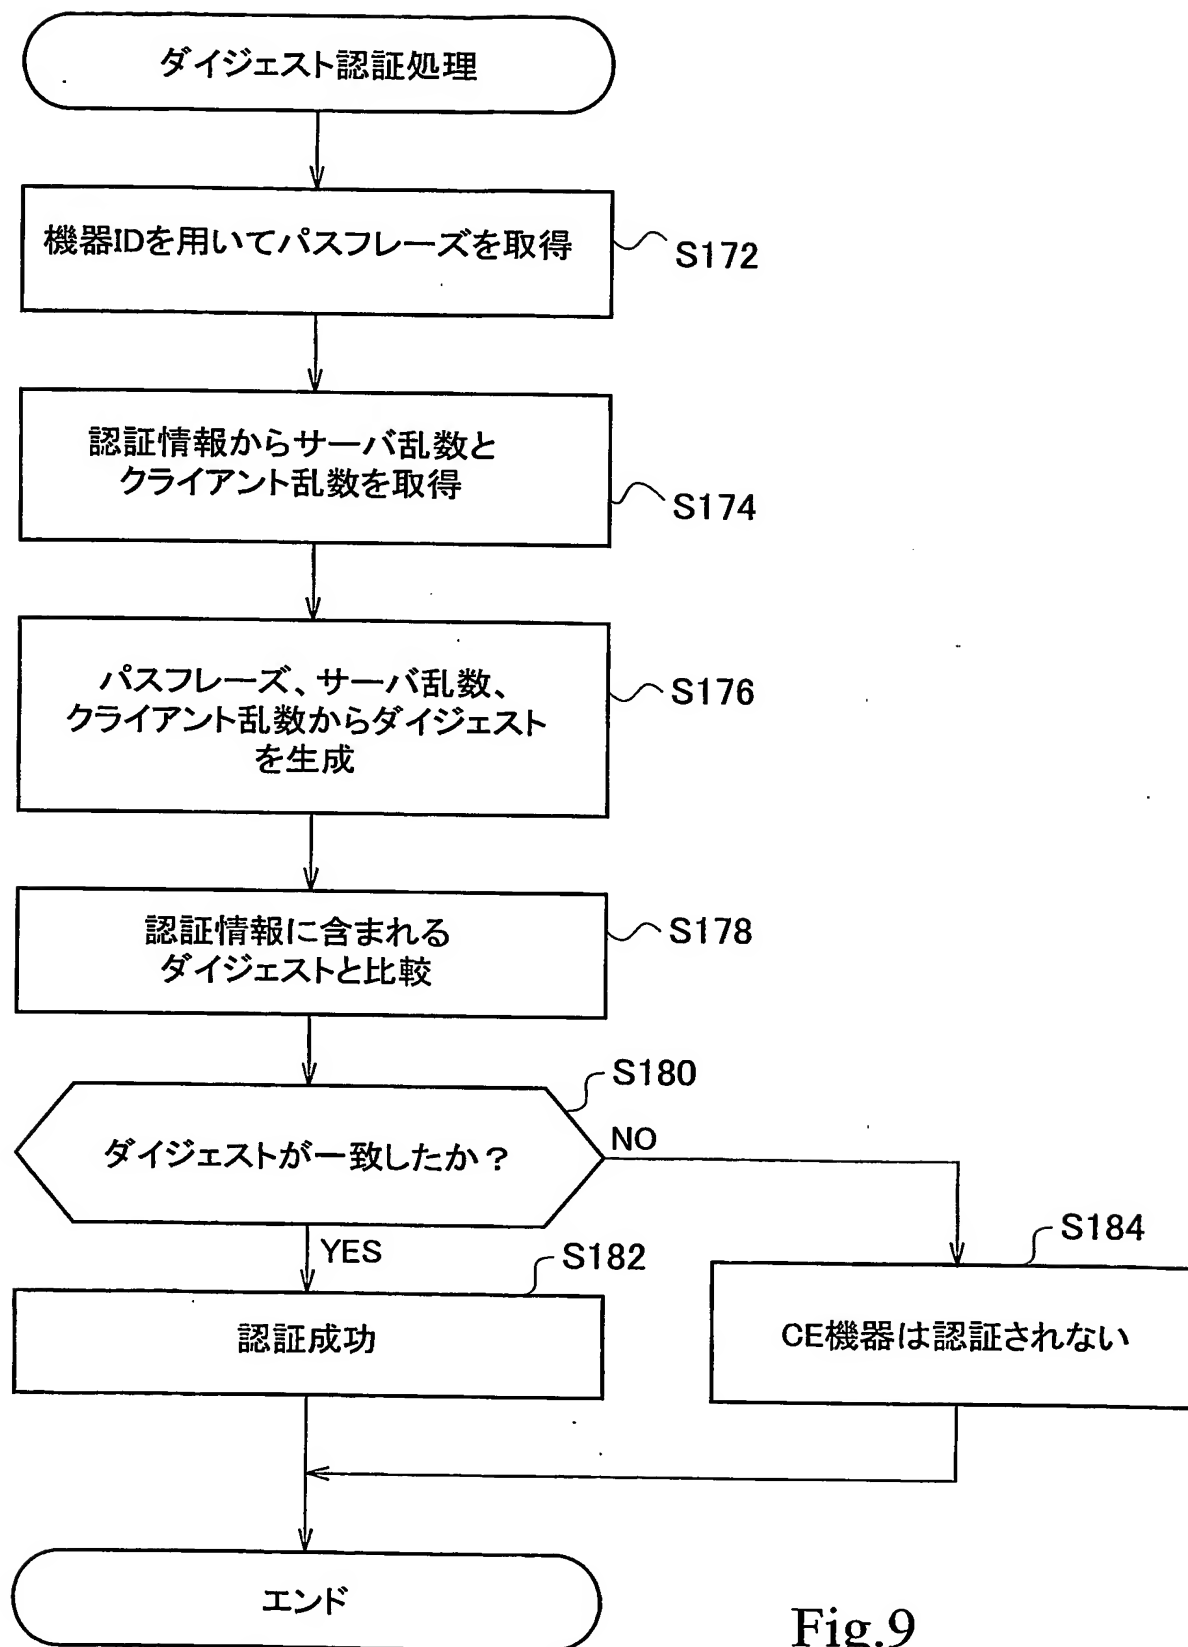 ダイジェスト認証処理
機器IDを用いてパスフレーズを取得
S172
認証情報からサーバ乱数と
クライアント乱数を取得
S174
パスフレーズ、サーバ乱数、
クライアント乱数からダイジェスト
を生成
S176
認証情報に含まれる
ダイジェストと比較
S178
S180
ダイジェストが一致したか？
NO
YES
S182
認証成功
S184
CE機器は認証されない
エンド
Fig.9